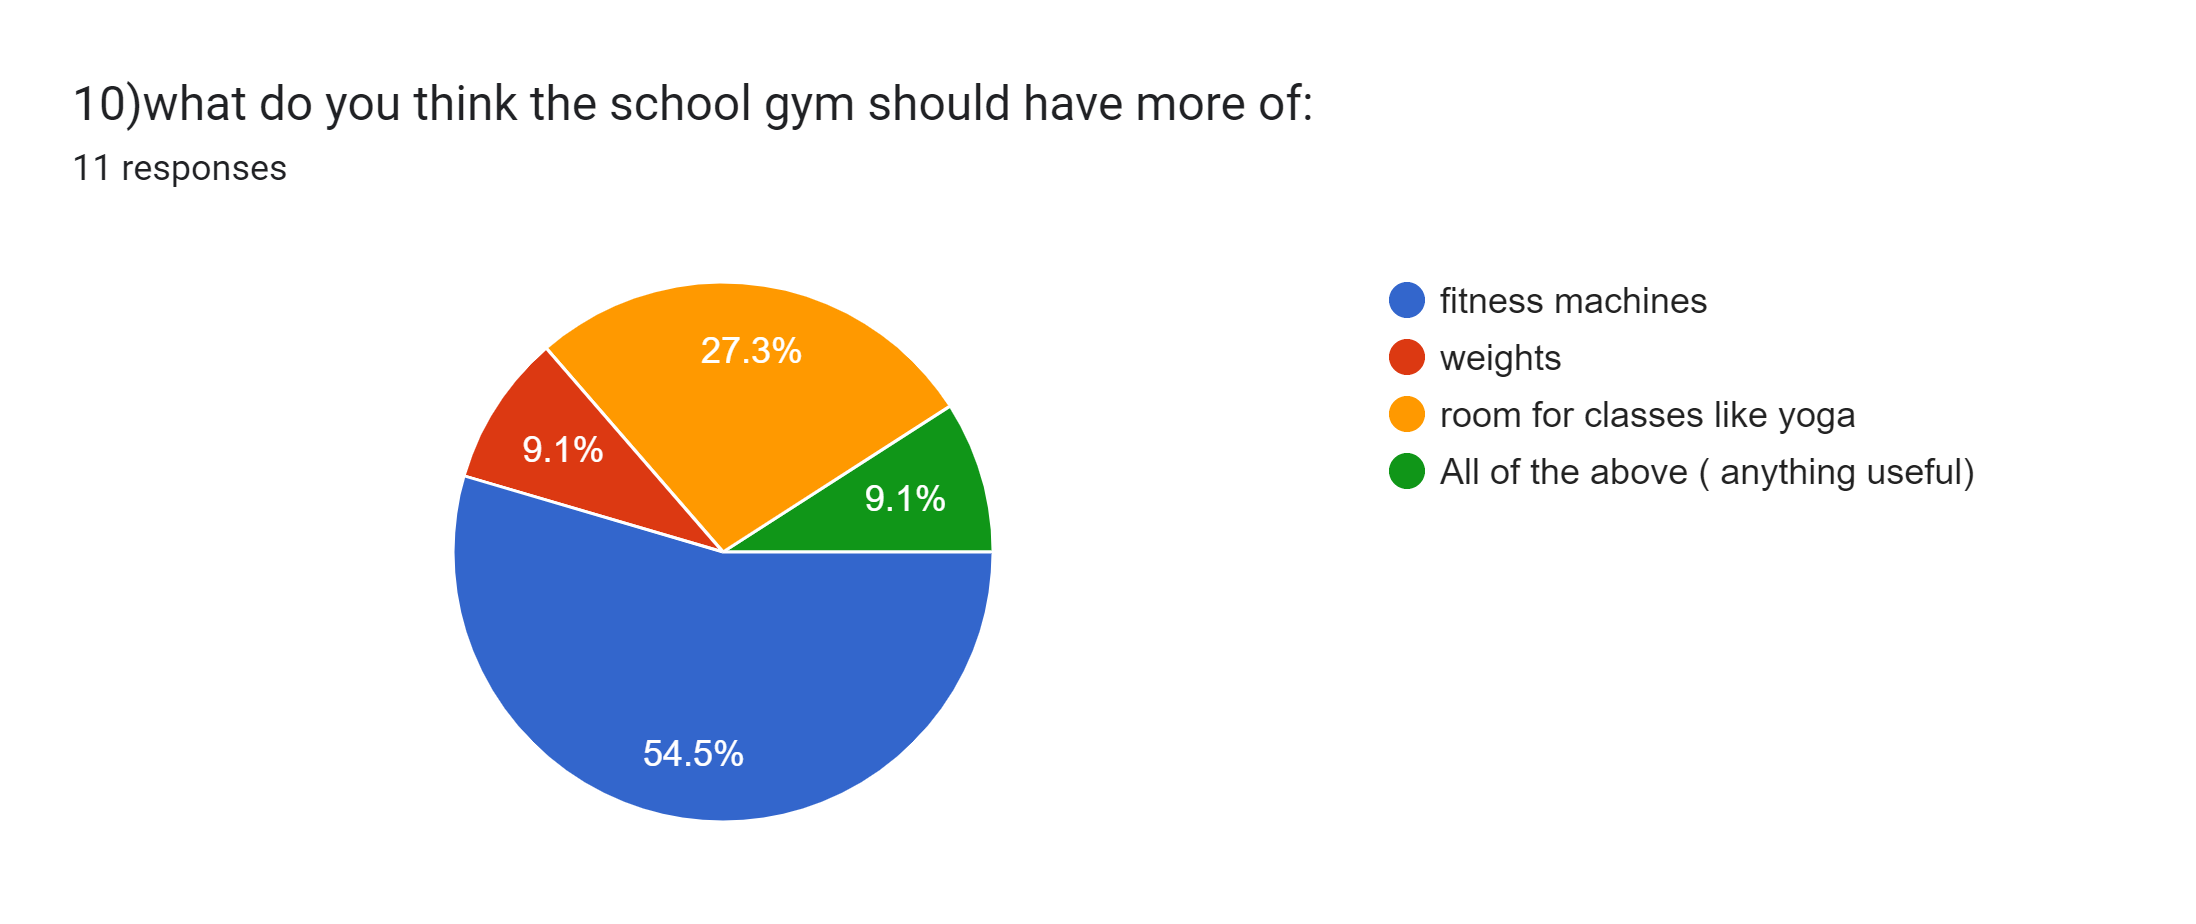 10)what do you think the school gym should have more of:
11 responses
27.3%
9.1%
9.1%
54.5%
fitness machines
weights
room for classes like yoga
All of the above ( anything useful)